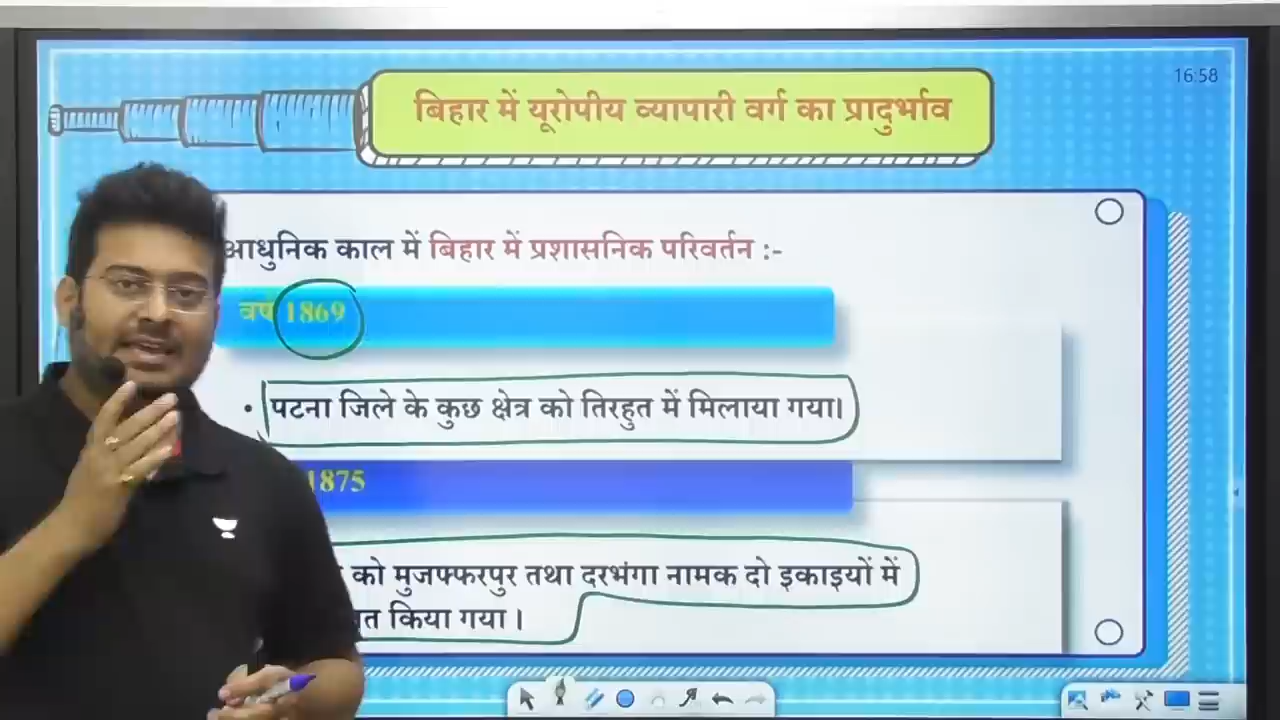 16:58
बिहार में यूरोपीय व्यापारी वर्ग का प्रादुर्भाव
आधुनिक काल में बिहार में प्रशासनिक परिवर्तन :-
वर्ष 1869
• पटना जिले के कुछ क्षेत्र को तिरहुत में मिलाया गया।
1875
को मुजफ्फरपुर तथा दरभंगा नामक दो इकाइयों में
किया गया।